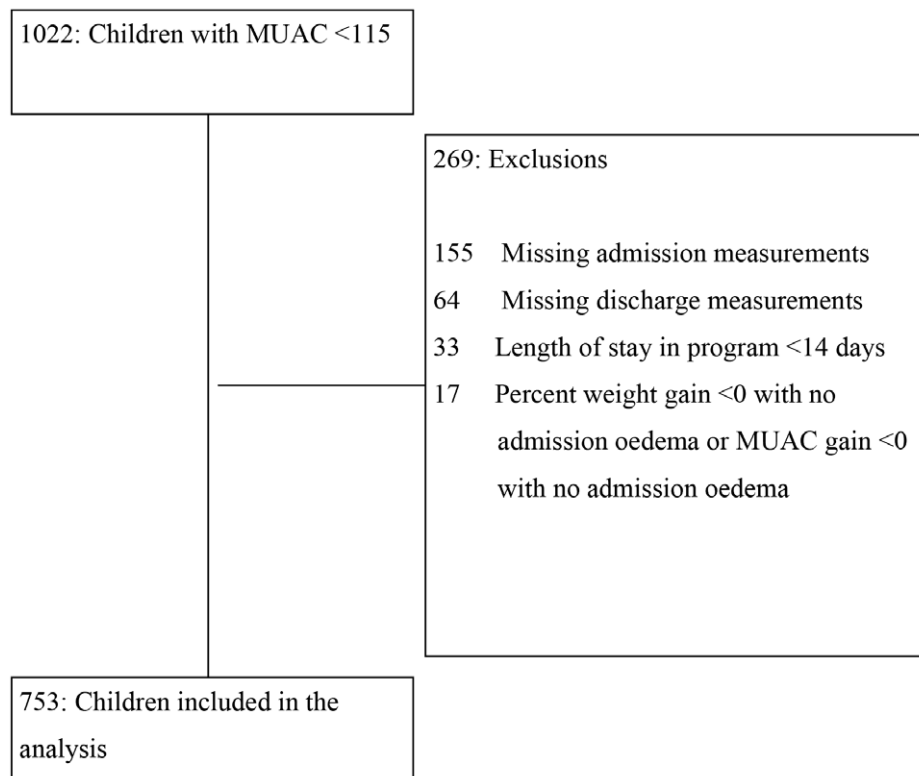 1022: Children with MUAC <115
269: Exclusions
155 Missing admission measurements
64 Missing discharge measurements
33 Length of stay in program <14 days
17 Percent weight gain <0 with no
admission oedema or MUAC gain <0
with no admission oedema
753: Children included in the
analysis